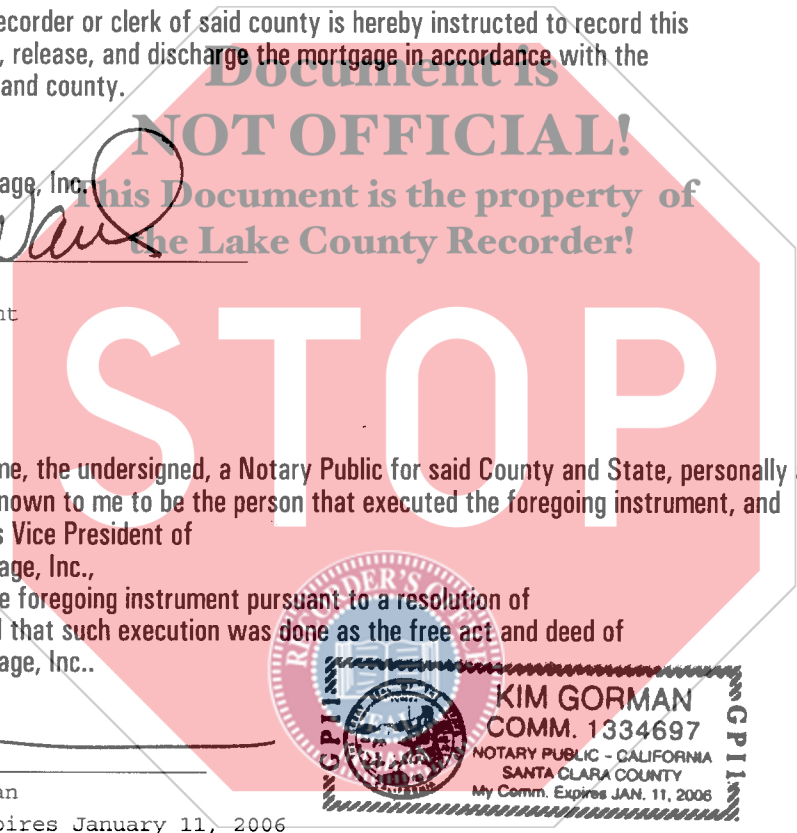 ecorder or clerk of said county is hereby instructed to record this
, release, and discharge the mortgage in accordance with the
and county.
Document is
NOT OFFICIAL!
This Document is the property of
the Lake County Recorder!
age, Inc.
nt
STOP
me, the undersigned, a Notary Public for said County and State, personally
nown to me to be the person that executed the foregoing instrument, and
s Vice President of
age, Inc.,
e foregoing instrument pursuant to a resolution of
that such execution was done as the free act and deed of
age, Inc..
RECORDER'S OFFICE
GPII
KIM GORMAN
COMM. 1334697
NOTARY PUBLIC - CALIFORNIA
SANTA CLARA COUNTY
My Comm. Expires JAN. 11, 2006
GPII
an
pires January 11, 2006